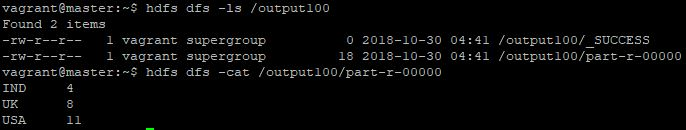 vagrant@master:~$ hdfs dfs -ls /output100
Found 2 items
-rw-r--r--   1 vagrant supergroup          0 2018-10-30 04:41 /output100/_SUCCESS
-rw-r--r--   1 vagrant supergroup         18 2018-10-30 04:41 /output100/part-r-00000
vagrant@master:~$ hdfs dfs -cat /output100/part-r-00000
IND     4
UK      8
USA     11